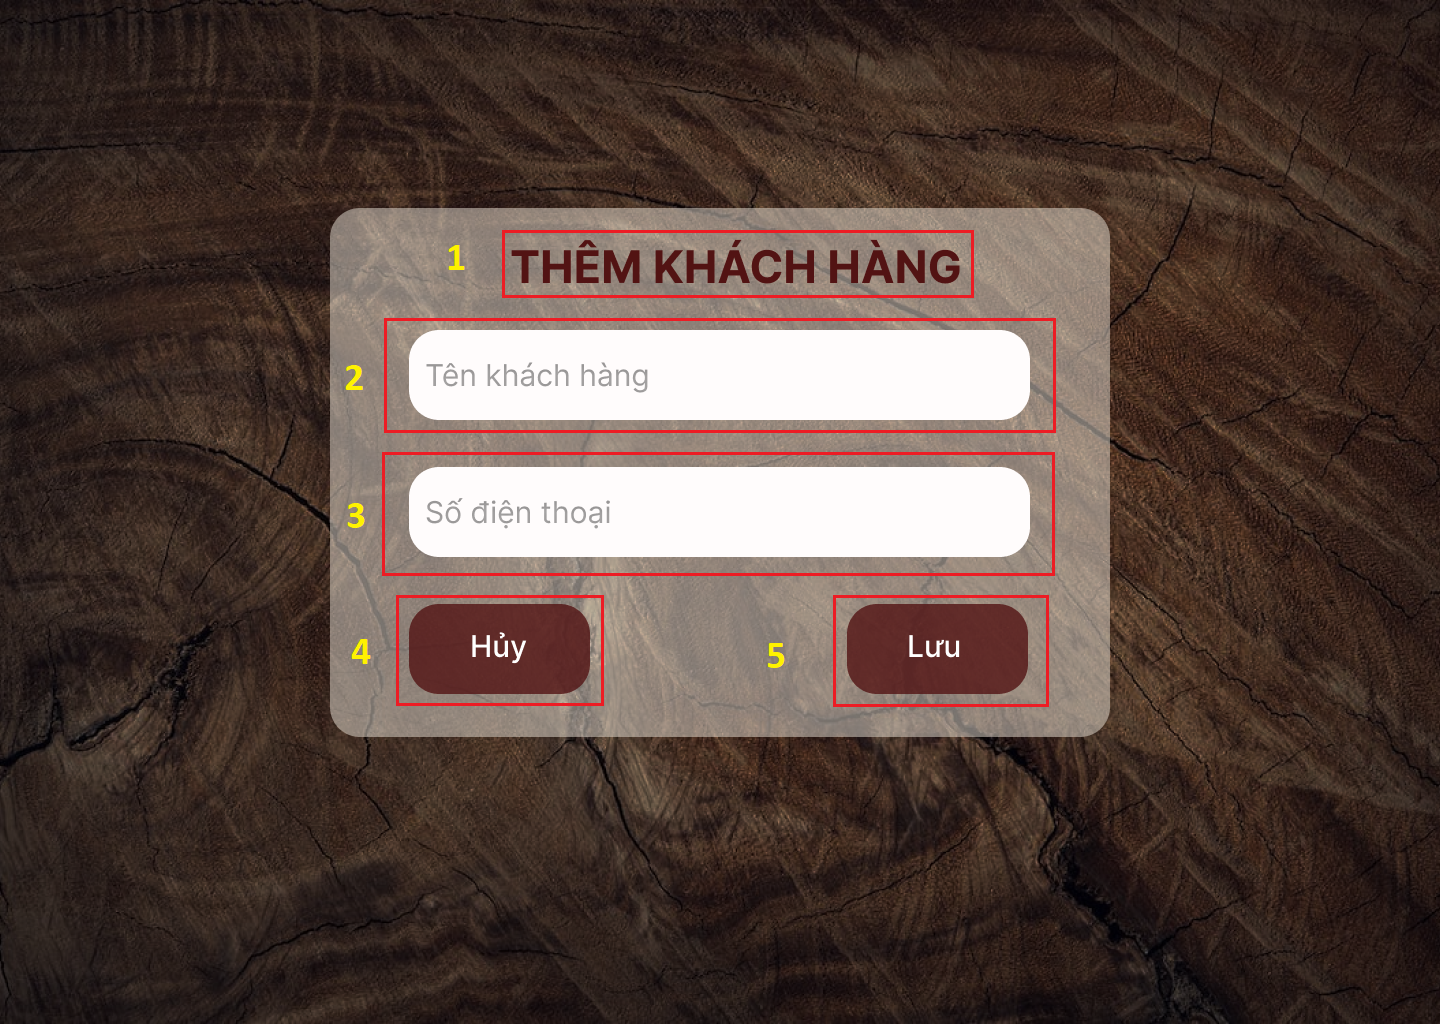 1 THÊM KHÁCH HÀNG
2 Tên khách hàng
3 Số điện thoại
4 Hủy 5 Lưu